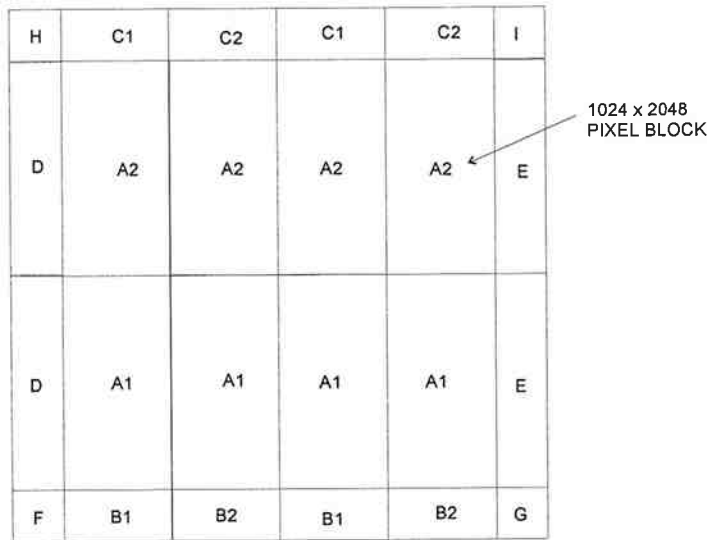 H C1 C2 C1 C2 I
1024 x 2048
PIXEL BLOCK
D A2 A2 A2 A2 E
D A1 A1 A1 A1 E
F B1 B2 B1 B2 G